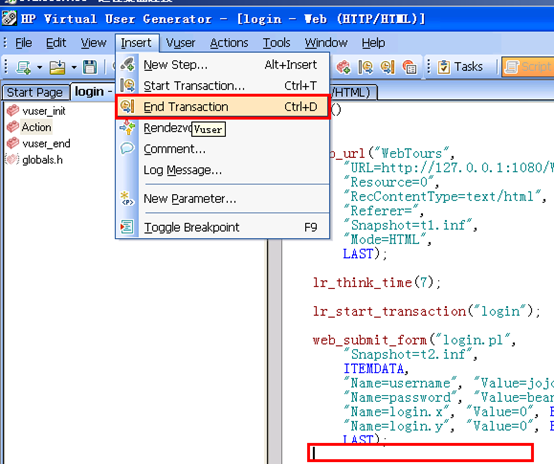 HP Virtual User Generator - [login - Web (HTTP/HTML)]
File Edit View Insert Vuser Actions Tools Window Help
Tasks Script
Start Page login - /HTML)
New Step... Alt+Insert
Start Transaction... Ctrl+T
End Transaction Ctrl+D
Rendezvo
Vuser
Comment...
Log Message...
New Parameter...
Toggle Breakpoint F9
vuser_init
Action
vuser_end
globals.h
()
_url("WebTours",
"URL=http://127.0.0.1:1080/W
"Resource=0",
"RecContentType=text/html",
"Referer=",
"Snapshot=t1.inf",
"Mode=HTML",
LAST);
lr_think_time(7);
lr_start_transaction("login");
web_submit_form("login.pl",
"Snapshot=t2.inf",
ITEMDATA,
"Name=username", "Value=jojo
"Name=password", "Value=bean
"Name=login.x", "Value=0", E
"Name=login.y", "Value=0", E
LAST);